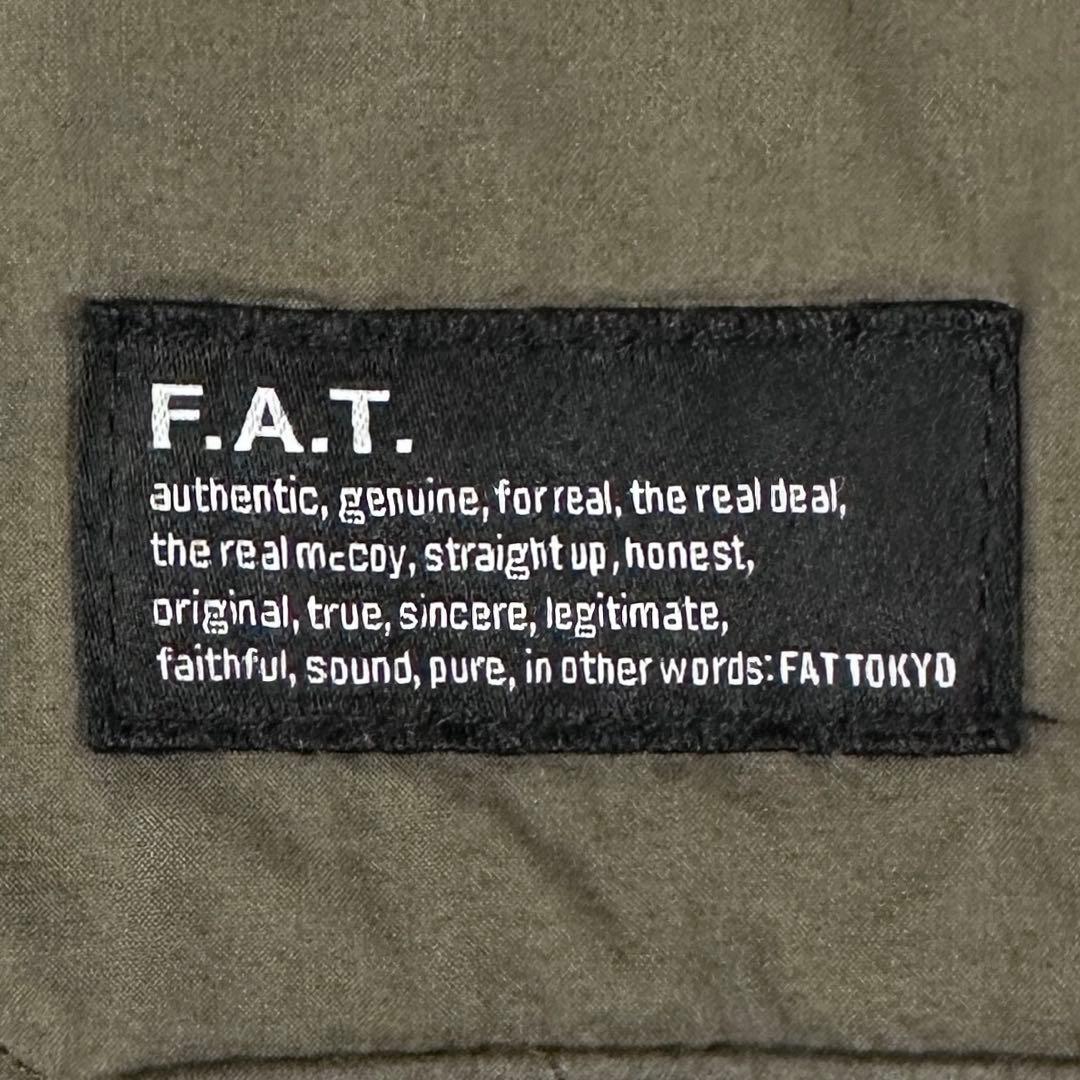 F.A.T.
authentic, genuine, for real, the real deal,
the real mccoy, straight up, honest,
original, true, sincere, legitimate,
faithful, sound, pure, in other words: FAT TOKYO